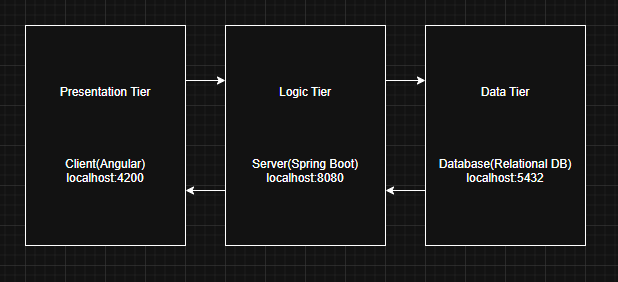 Presentation Tier
Client(Angular)
localhost:4200
Logic Tier
Server(Spring Boot)
localhost:8080
Data Tier
Database(Relational DB)
localhost:5432